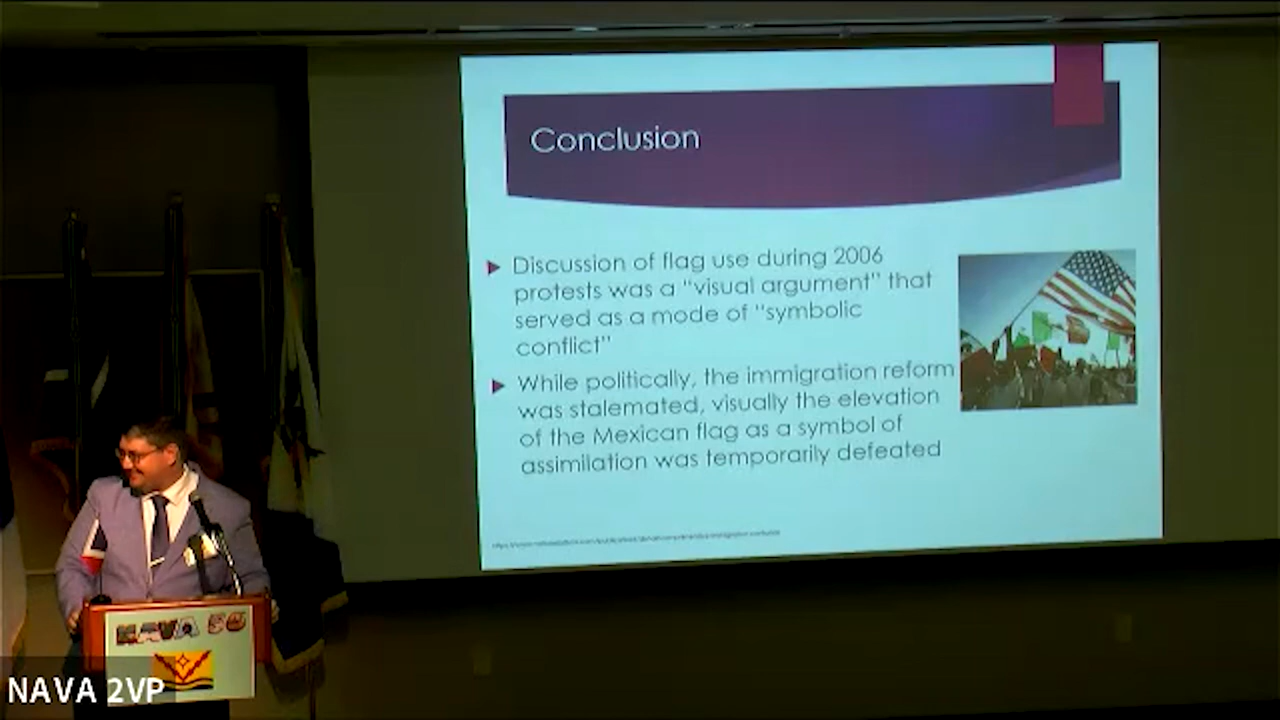 Conclusion
Discussion of flag use during 2006
protests was a “visual argument” that
served as a mode of “symbolic
conflict”
While politically, the immigration reform
was stalemated, visually the elevation
of the Mexican flag as a symbol of
assimilation was temporarily defeated
NAVA 56
NAVA 2VP